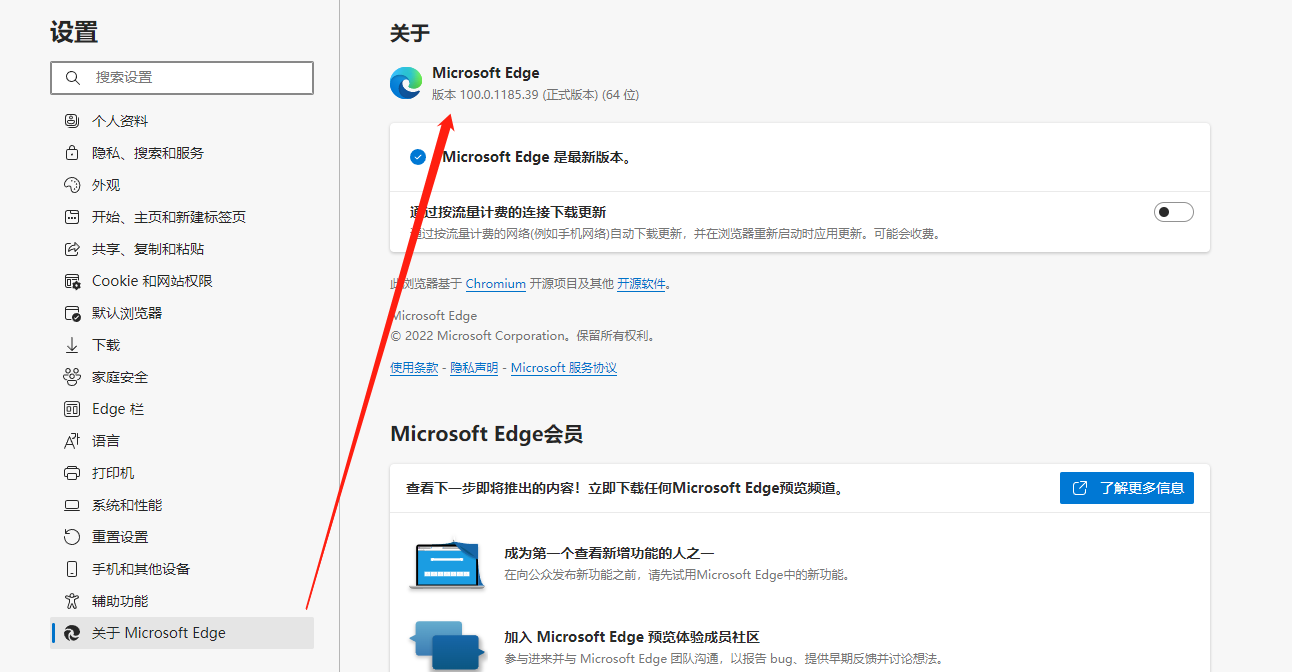 设置
搜索设置
个人资料
隐私、搜索和服务
外观
开始、主页和新建标签页
共享、复制和粘贴
Cookie 和网站权限
默认浏览器
下载
家庭安全
Edge 栏
语言
打印机
系统和性能
重置设置
手机和其他设备
辅助功能
关于 Microsoft Edge
关于
Microsoft Edge
版本 100.0.1185.39 (正式版本) (64 位)
Microsoft Edge 是最新版本。
通过按流量计费的连接下载更新
通过按流量计费的网络(例如手机网络)自动下载更新，并在浏览器重新启动时应用更新。可能会收费。
此浏览器基于 Chromium 开源项目及其他 开源软件。
Microsoft Edge
© 2022 Microsoft Corporation。保留所有权利。
使用条款 - 隐私声明 - Microsoft 服务协议
Microsoft Edge会员
查看下一步即将推出的内容！立即下载任何Microsoft Edge预览频道。
了解更多信息
成为第一个查看新增功能的人之一
在向公众发布新功能之前，请先试用Microsoft Edge中的新功能。
加入 Microsoft Edge 预览体验成员社区
参与进来并与 Microsoft Edge 团队沟通，以报告 bug、提供早期反馈并讨论想法。